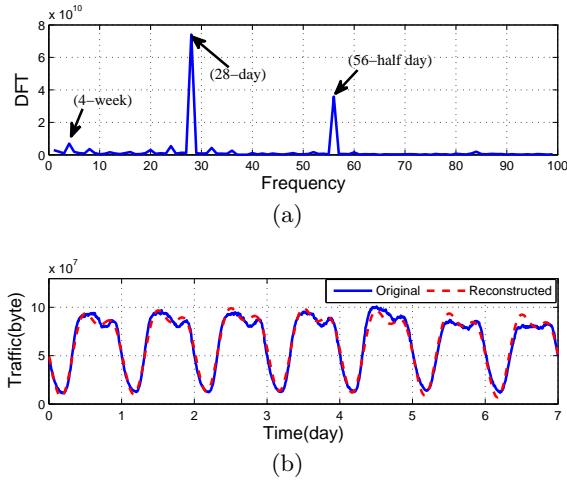 x 10^10
8
6
4
2
0
DFT
(4−week)
(28−day)
(56−half day)
0 10 20 30 40 50 60 70 80 90 100
Frequency
(a)
x 10^7
10
5
0
Traffic(byte)
Original Reconstructed
0 1 2 3 4 5 6 7
Time(day)
(b)